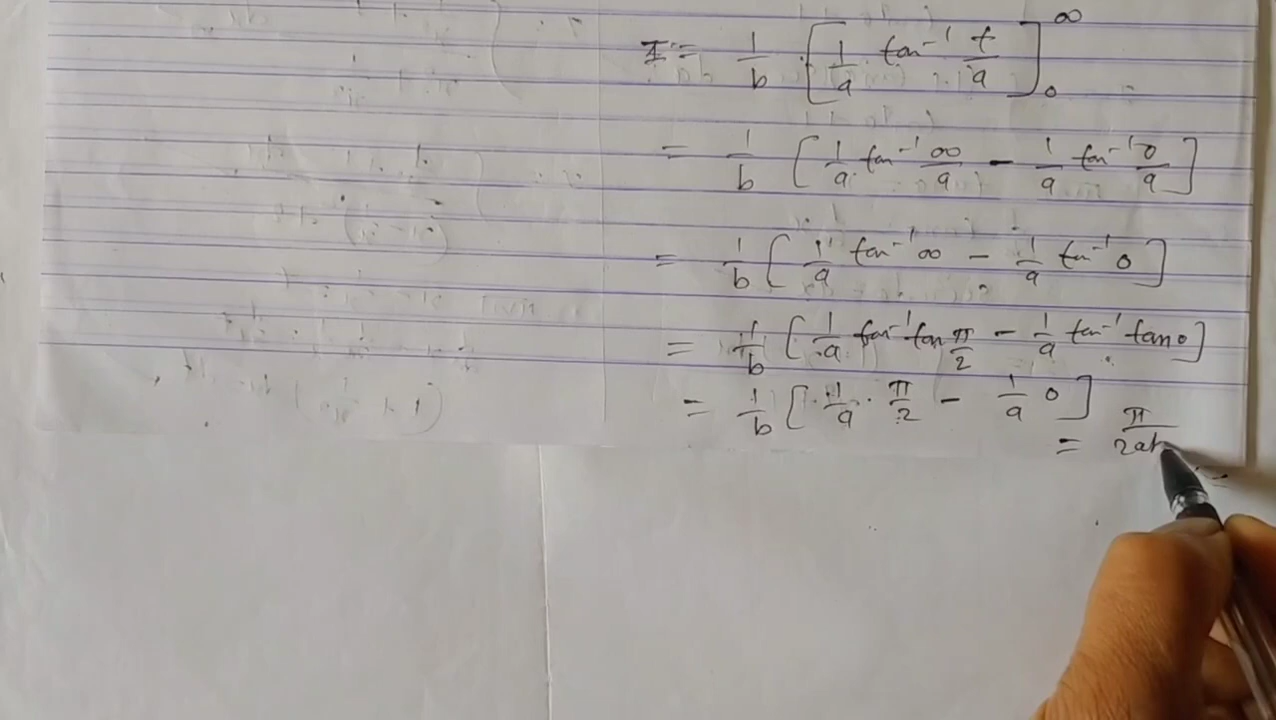 I = 1/b · [1/a tan⁻¹ t/a]₀^∞
= 1/b [1/a tan⁻¹ ∞/a - 1/a tan⁻¹ 0/a]
= 1/b [1/a tan⁻¹ ∞ - 1/a tan⁻¹ 0]
= 1/b [1/a tan⁻¹ tan π/2 - 1/a tan⁻¹ tan 0]
= 1/b [1/a · π/2 - 1/a 0]
= π/2ab